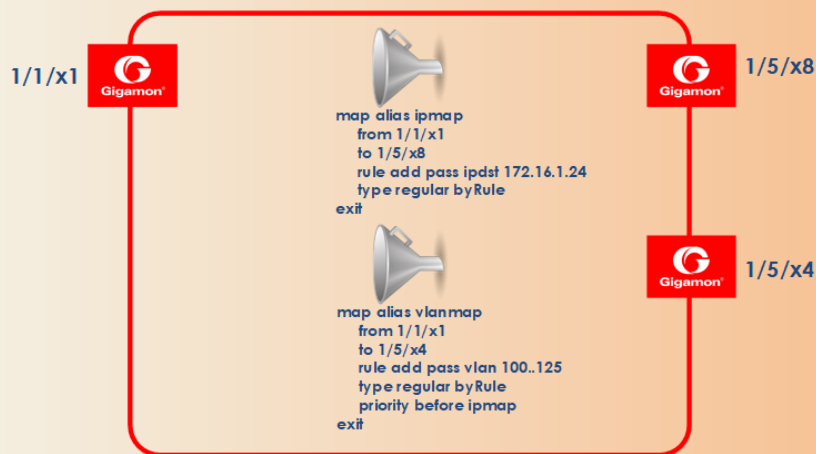 1/1/x1
Gigamon®
map alias ipmap
from 1/1/x1
to 1/5/x8
rule add pass ipdst 172.16.1.24
type regular byRule
exit
Gigamon®
1/5/x8
map alias vlanmap
from 1/1/x1
to 1/5/x4
rule add pass vlan 100..125
type regular byRule
priority before ipmap
exit
Gigamon®
1/5/x4